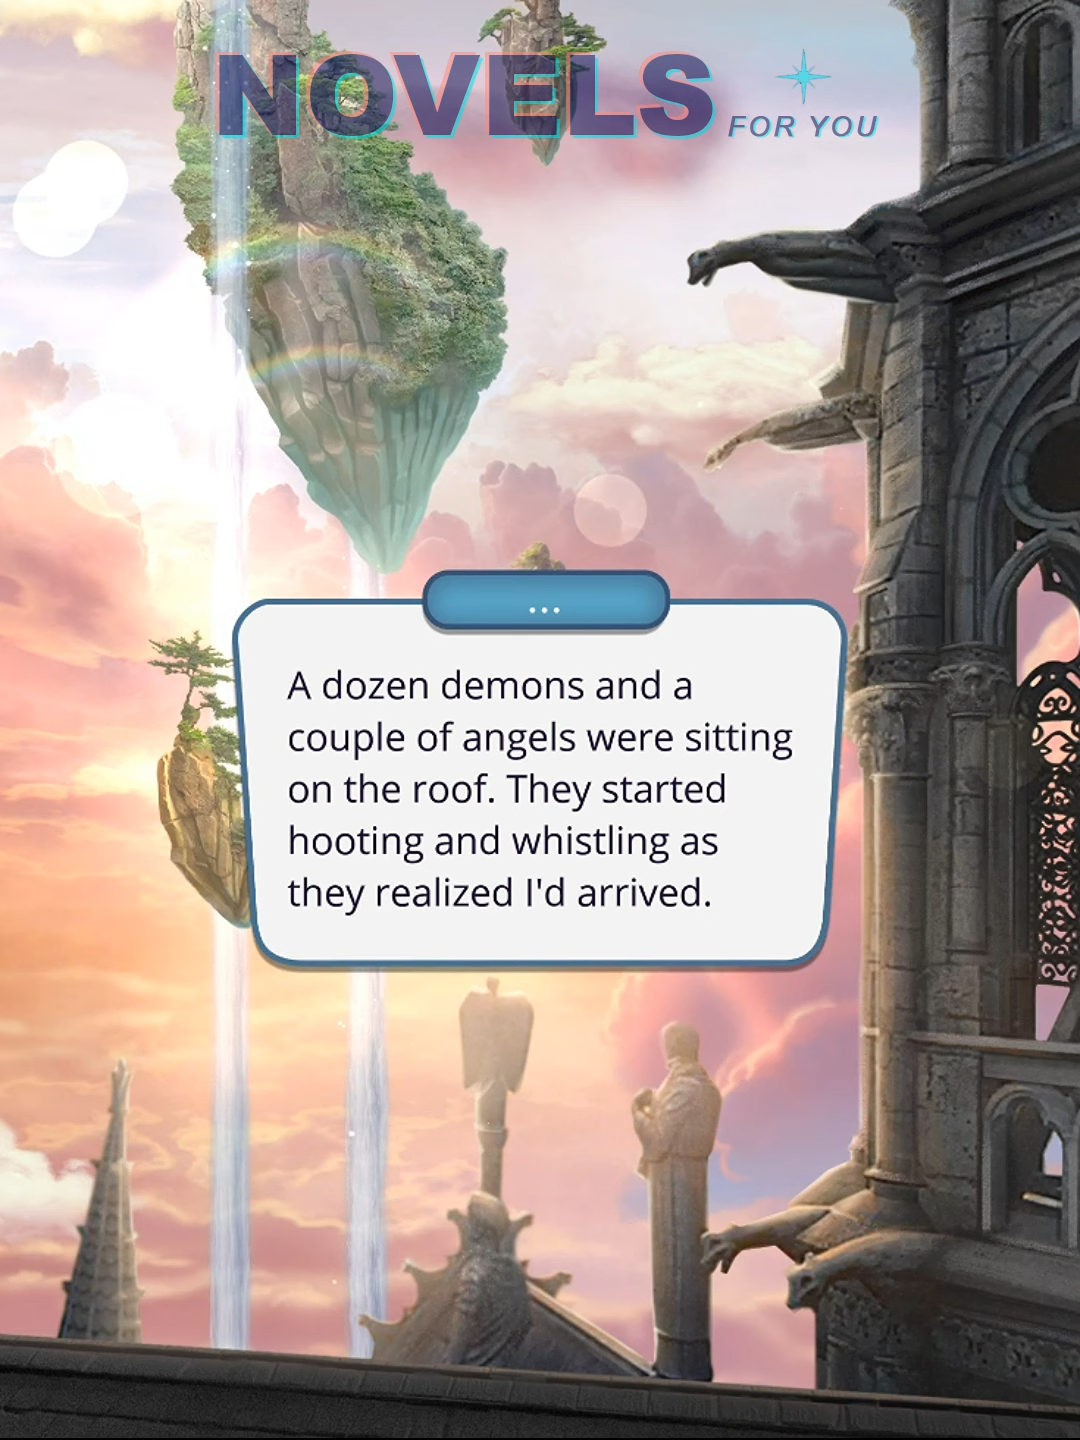 NOVELS
FOR YOU
...
A dozen demons and a
couple of angels were sitting
on the roof. They started
hooting and whistling as
they realized I'd arrived.